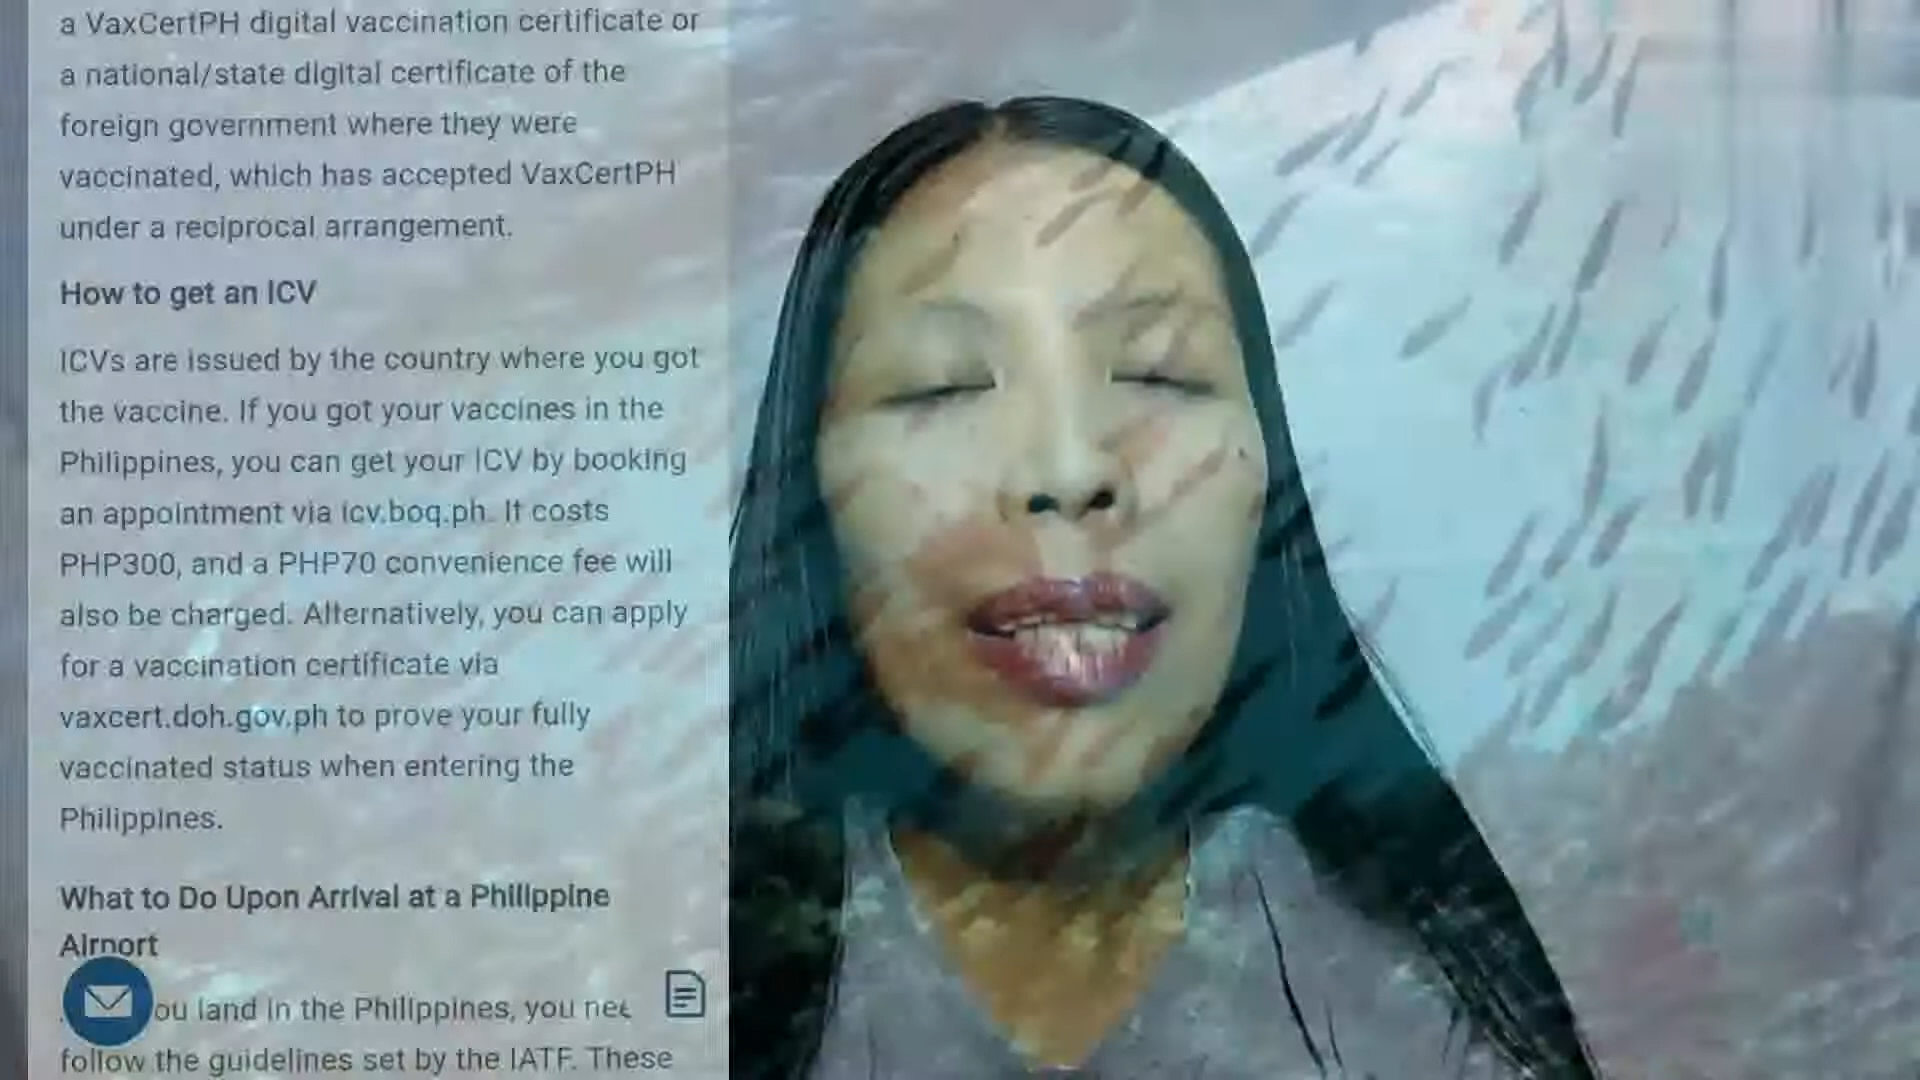 a VaxCertPH digital vaccination certificate or
a national/state digital certificate of the
foreign government where they were
vaccinated, which has accepted VaxCertPH
under a reciprocal arrangement.
How to get an ICV
ICVs are issued by the country where you got
the vaccine. If you got your vaccines in the
Philippines, you can get your ICV by booking
an appointment via icv.boq.ph. It costs
PHP300, and a PHP70 convenience fee will
also be charged. Alternatively, you can apply
for a vaccination certificate via
vaxcert.doh.gov.ph to prove your fully
vaccinated status when entering the
Philippines.
What to Do Upon Arrival at a Philippine
Airport
ou land in the Philippines, you nee
follow the guidelines set by the IATF. These